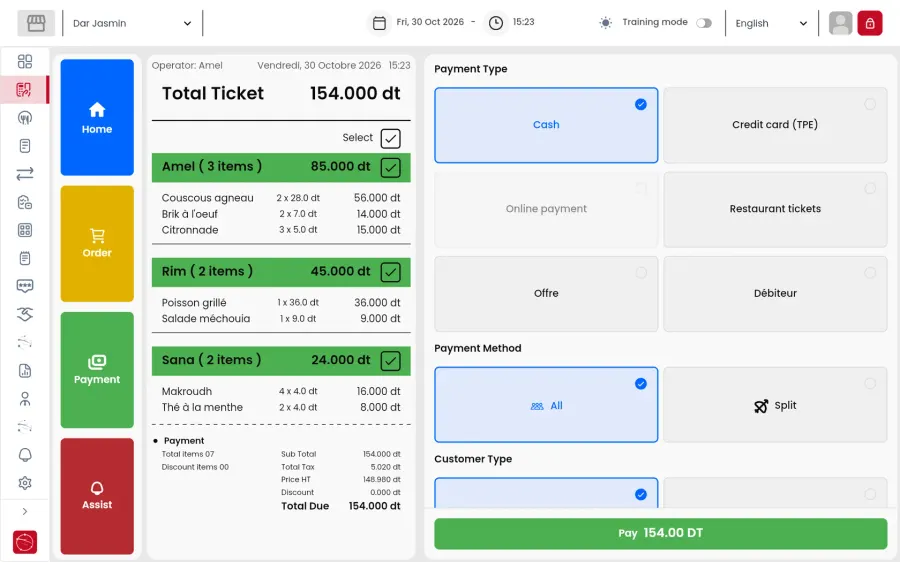 Dar Jasmin
Fri, 30 Oct 2026 - 15:23
Training mode
English
Home
Order
Payment
Assist
Operator: Amel Vendredi, 30 Octobre 2026 15:23
Total Ticket 154.000 dt
Select
Amel ( 3 items ) 85.000 dt
Couscous agneau 2 x 28.0 dt 56.000 dt
Brik à l'oeuf 2 x 7.0 dt 14.000 dt
Citronnade 3 x 5.0 dt 15.000 dt
Rim ( 2 items ) 45.000 dt
Poisson grillé 1 x 36.0 dt 36.000 dt
Salade méchouia 1 x 9.0 dt 9.000 dt
Sana ( 2 items ) 24.000 dt
Makroudh 4 x 4.0 dt 16.000 dt
Thé à la menthe 2 x 4.0 dt 8.000 dt
Payment
Total items 07
Discount items 00
Sub Total 154.000 dt
Total Tax 5.020 dt
Price HT 148.980 dt
Discount 0.000 dt
Total Due 154.000 dt
Payment Type
Cash
Credit card (TPE)
Online payment
Restaurant tickets
Offre
Débiteur
Payment Method
All
Split
Customer Type
Pay 154.00 DT